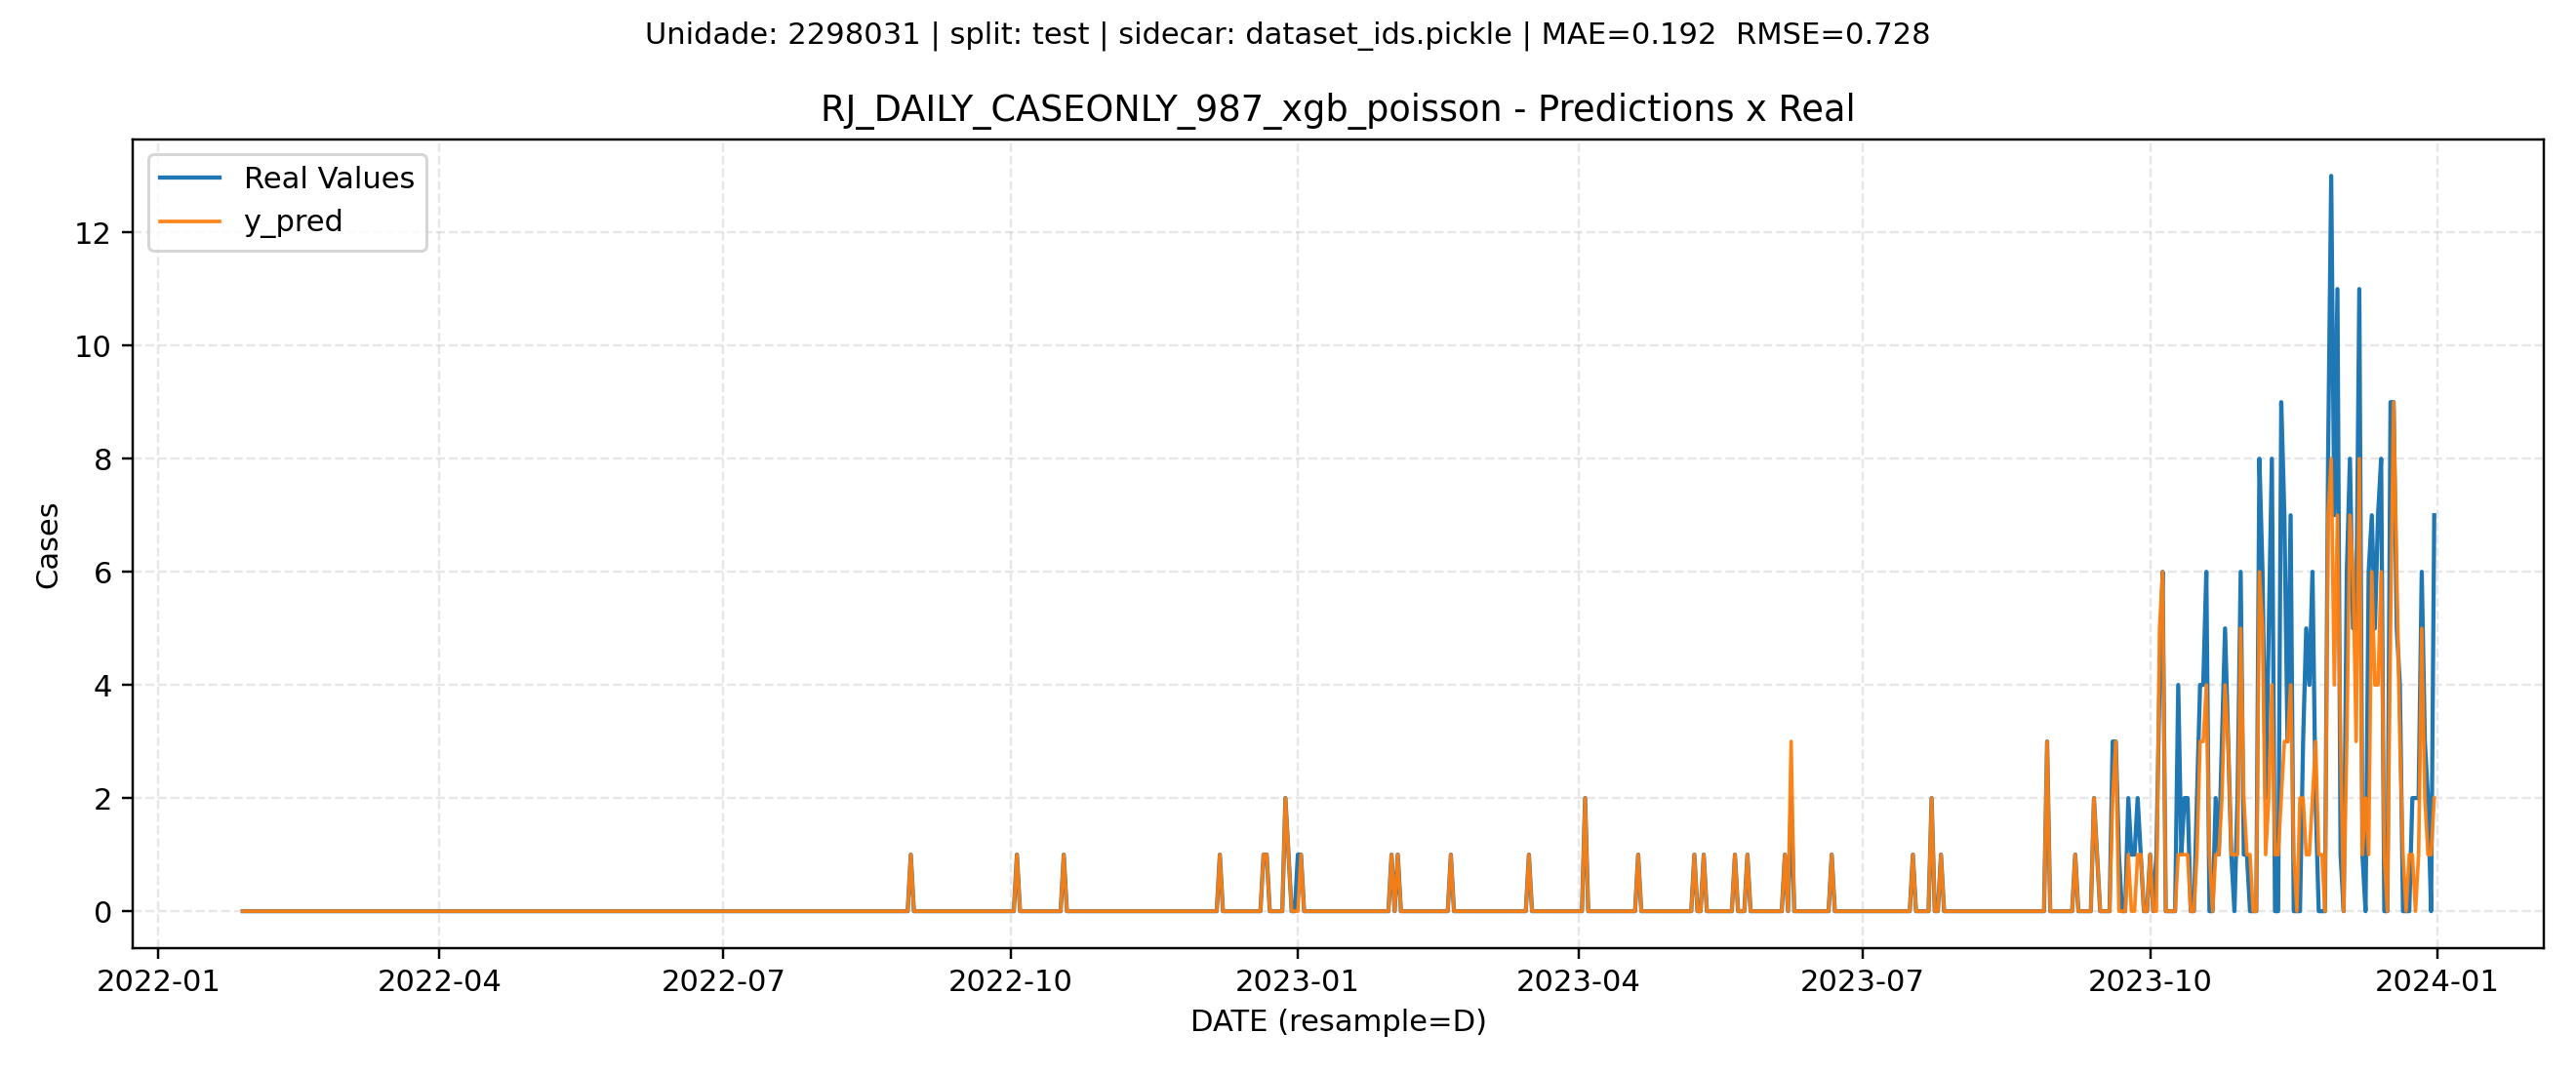 Unidade: 2298031 | split: test | sidecar: dataset_ids.pickle | MAE=0.192  RMSE=0.728
RJ_DAILY_CASEONLY_987_xgb_poisson - Predictions x Real
Real Values
y_pred
12
10
8
6
4
2
0
Cases
2022-01
2022-04
2022-07
2022-10
2023-01
2023-04
2023-07
2023-10
2024-01
DATE (resample=D)